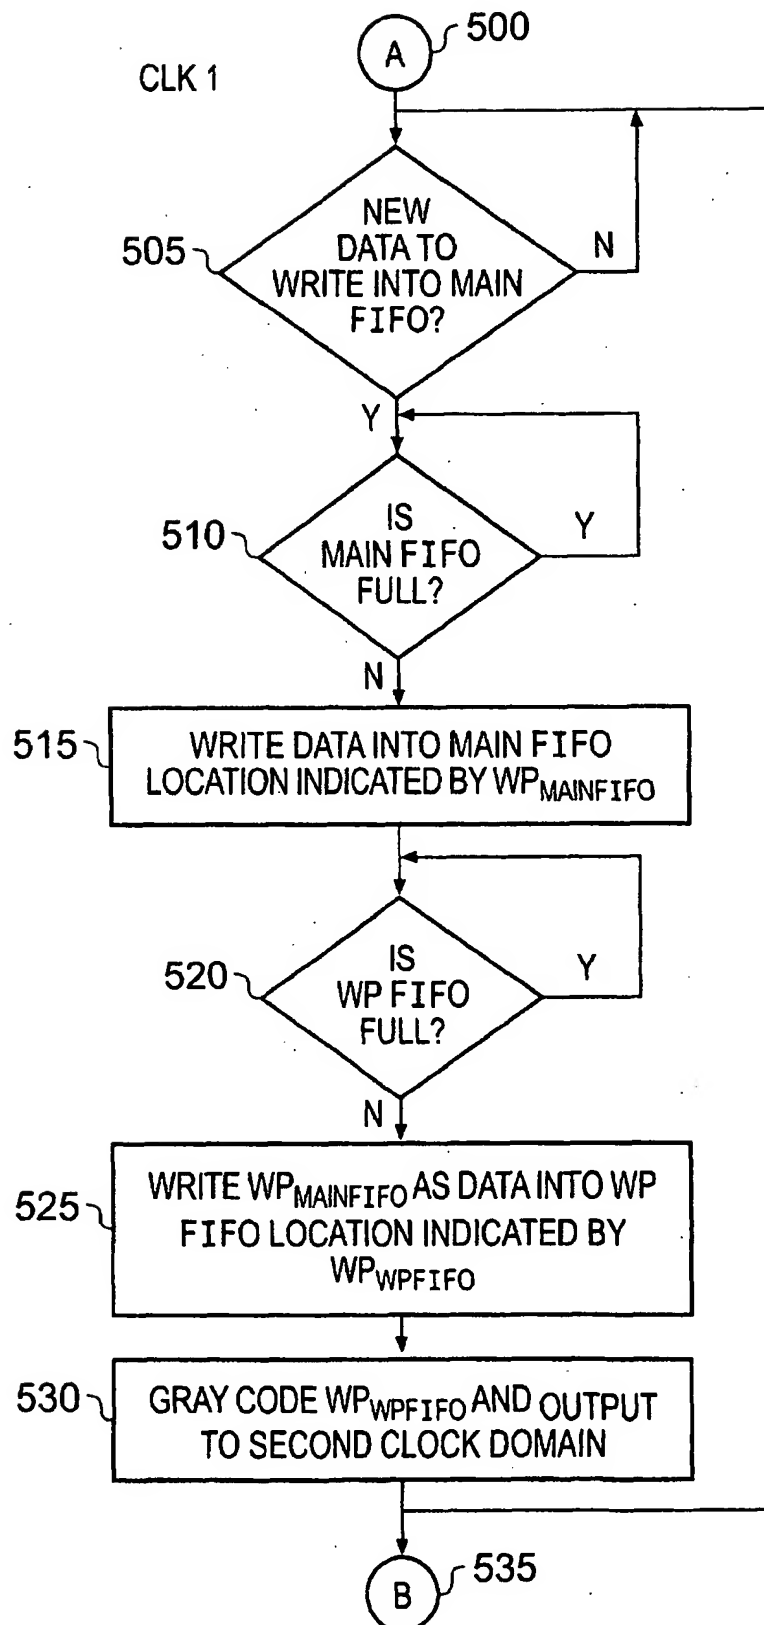 500
A
CLK 1
NEW
DATA TO
WRITE INTO MAIN
FIFO?
505
N
Y
IS
MAIN FIFO
FULL?
510
Y
N
515
WRITE DATA INTO MAIN FIFO
LOCATION INDICATED BY WPMAINFIFO
IS
WP FIFO
FULL?
520
Y
N
WRITE WPMAINFIFO AS DATA INTO WP
FIFO LOCATION INDICATED BY
WPWPFIFO
525
530
GRAY CODE WPWPFIFO AND OUTPUT
TO SECOND CLOCK DOMAIN
535
B